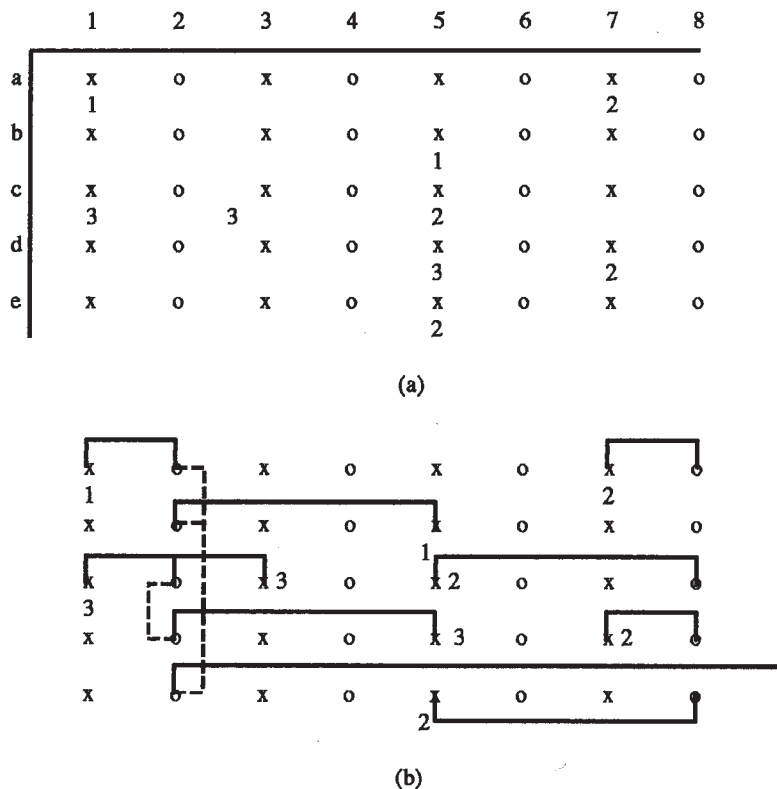 1 2 3 4 5 6 7 8
a x o x o x o x o
1 2
b x o x o x o x o
1
c x o x o x o x o
3 3 2
d x o x o x o x o
3 2
e x o x o x o x o
2
(a)
x o x o x o x o
1 2
x o x o x o x o
1
x o x 3 o x 2 o x o
3
x o x o x 3 o x 2 o
x o x o x o x o
2
(b)